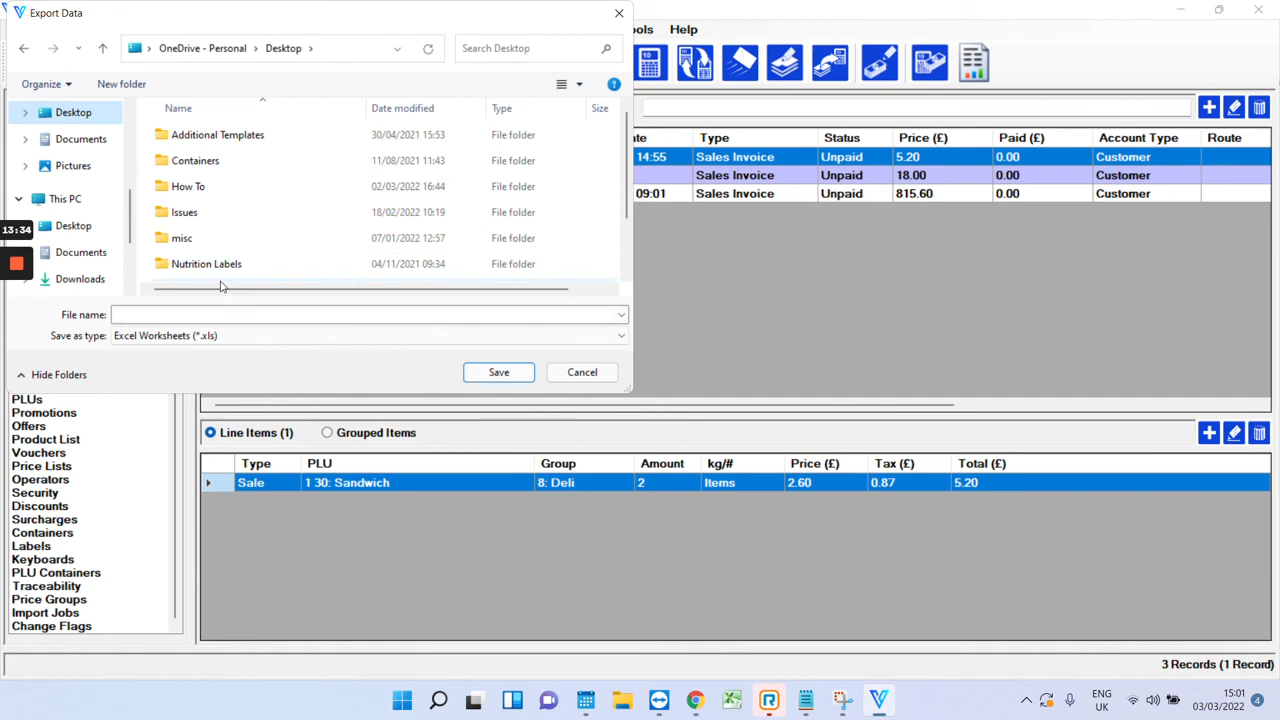 Export Data
OneDrive - Personal > Desktop >
Search Desktop
Organize
New folder
Name Date modified Type Size
Desktop
Documents
Pictures
This PC
Desktop
Documents
Downloads
Additional Templates 30/04/2021 15:53 File folder
Containers 11/08/2021 11:43 File folder
How To 02/03/2022 16:44 File folder
Issues 18/02/2022 10:19 File folder
misc 07/01/2022 12:57 File folder
Nutrition Labels 04/11/2021 09:34 File folder
13:34
File name:
Save as type: Excel Worksheets (*.xls)
Hide Folders
Save
Cancel
Help
Type Status Price (£) Paid (£) Account Type Route
14:55 Sales Invoice Unpaid 5.20 0.00 Customer
Sales Invoice Unpaid 18.00 0.00 Customer
09:01 Sales Invoice Unpaid 815.60 0.00 Customer
PLUs
Promotions
Offers
Product List
Vouchers
Price Lists
Operators
Security
Discounts
Surcharges
Containers
Labels
Keyboards
PLU Containers
Traceability
Price Groups
Import Jobs
Change Flags
Line Items (1)
Grouped Items
Type PLU Group Amount kg/# Price (£) Tax (£) Total (£)
Sale 1 30: Sandwich 8: Deli 2 Items 2.60 0.87 5.20
3 Records (1 Record)
ENG
UK
15:01
03/03/2022
4